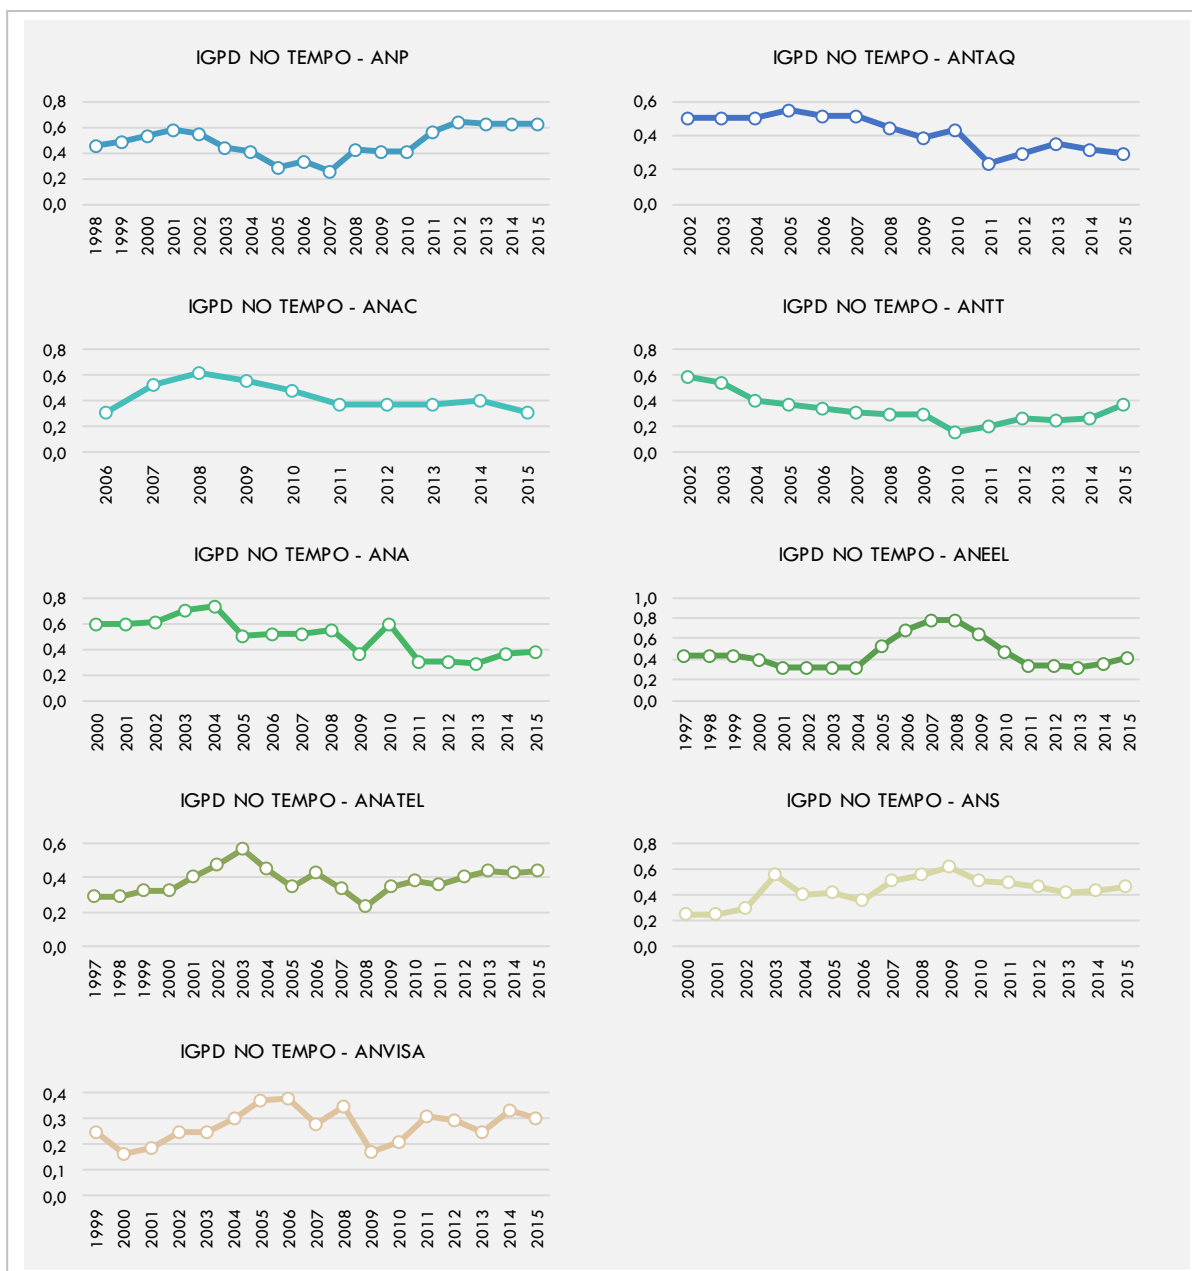 IGPD NO TEMPO - ANP
0,8
0,6
0,4
0,2
0,0
1998 1999 2000 2001 2002 2003 2004 2005 2006 2007 2008 2009 2010 2011 2012 2013 2014 2015
IGPD NO TEMPO - ANTAQ
0,6
0,4
0,2
0,0
2002 2003 2004 2005 2006 2007 2008 2009 2010 2011 2012 2013 2014 2015
IGPD NO TEMPO - ANAC
0,8
0,6
0,4
0,2
0,0
2006 2007 2008 2009 2010 2011 2012 2013 2014 2015
IGPD NO TEMPO - ANTT
0,8
0,6
0,4
0,2
0,0
2002 2003 2004 2005 2006 2007 2008 2009 2010 2011 2012 2013 2014 2015
IGPD NO TEMPO - ANA
0,8
0,6
0,4
0,2
0,0
2000 2001 2002 2003 2004 2005 2006 2007 2008 2009 2010 2011 2012 2013 2014 2015
IGPD NO TEMPO - ANEEL
1,0
0,8
0,6
0,4
0,2
0,0
1997 1998 1999 2000 2001 2002 2003 2004 2005 2006 2007 2008 2009 2010 2011 2012 2013 2014 2015
IGPD NO TEMPO - ANATEL
0,6
0,4
0,2
0,0
1997 1998 1999 2000 2001 2002 2003 2004 2005 2006 2007 2008 2009 2010 2011 2012 2013 2014 2015
IGPD NO TEMPO - ANS
0,8
0,6
0,4
0,2
0,0
2000 2001 2002 2003 2004 2005 2006 2007 2008 2009 2010 2011 2012 2013 2014 2015
IGPD NO TEMPO - ANVISA
0,4
0,3
0,2
0,1
0,0
1999 2000 2001 2002 2003 2004 2005 2006 2007 2008 2009 2010 2011 2012 2013 2014 2015